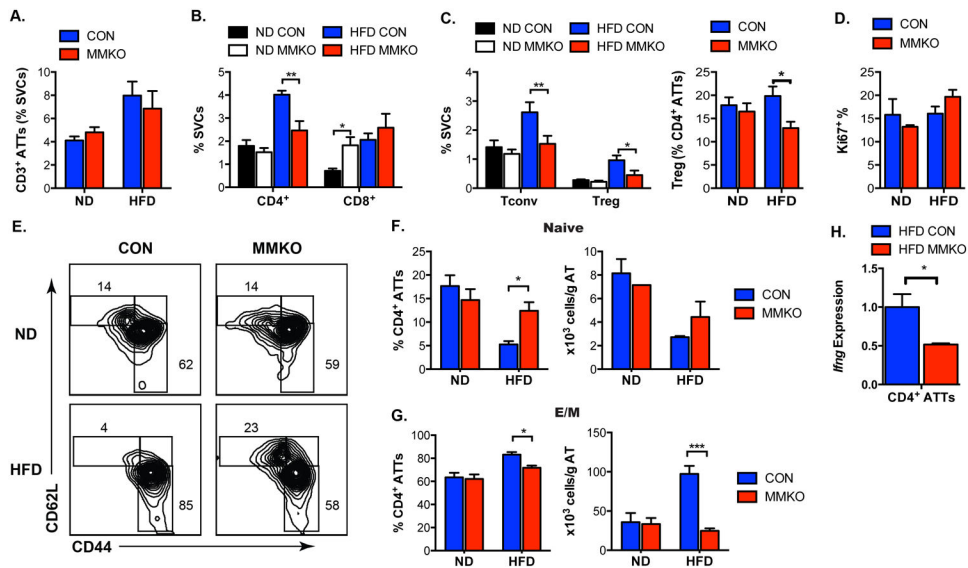 A.
CON
MMKO
CD3+ ATTs (% SVCs)
10
8
6
4
2
0
ND
HFD
B.
ND CON
HFD CON
ND MMKO
HFD MMKO
% SVCs
5
4
3
2
1
0
**
*
CD4+
CD8+
C.
ND CON
HFD CON
ND MMKO
HFD MMKO
% SVCs
4
3
2
1
0
**
*
Tconv
Treg
CON
MMKO
Treg (% CD4+ ATTs)
25
20
15
10
5
0
*
ND
HFD
D.
CON
MMKO
Ki67+ %
25
20
15
10
5
0
ND
HFD
E.
CON
MMKO
ND
14
62
14
59
HFD
4
85
23
58
CD62L
CD44
F.
Naive
% CD4+ ATTs
25
20
15
10
5
0
*
ND
HFD
x10³ cells/g AT
10
8
6
4
2
0
ND
HFD
CON
MMKO
G.
E/M
% CD4+ ATTs
100
80
60
40
20
0
*
ND
HFD
x10³ cells/g AT
150
100
50
0
***
ND
HFD
CON
MMKO
H.
HFD CON
HFD MMKO
Ifng Expression
1.5
1.0
0.5
0.0
*
CD4+ ATTs